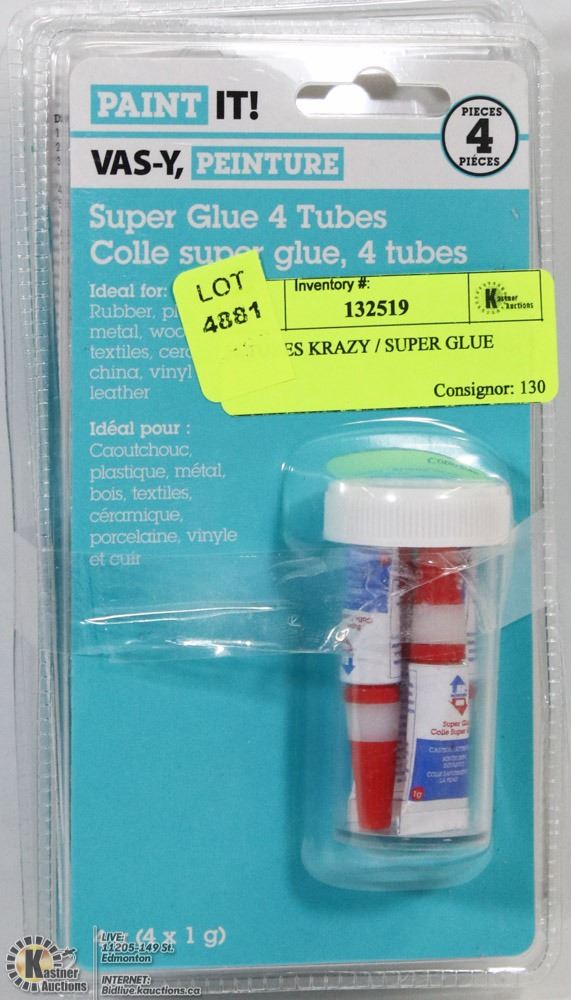 PAINT IT!
VAS-Y, PEINTURE
PIECES
4
PIÉCES
Super Glue 4 Tubes
Colle super glue, 4 tubes
Ideal for:
Rubber,
metal,
textiles,
china, vinyl
leather
LOT
4881
Inventory #:
132519
Kastner
Auctions
KRAZY / SUPER GLUE
Consignor: 130
Idéal pour :
Caoutchouc,
plastique, métal,
bois, textiles,
céramique,
porcelaine, vinyle
et cuir
Super
Colle Super
1g
(4 x 1 g)
Kastner
Auctions
LIVE:
11205-149 St.
Edmonton
INTERNET:
Bidlive.kauctions.ca